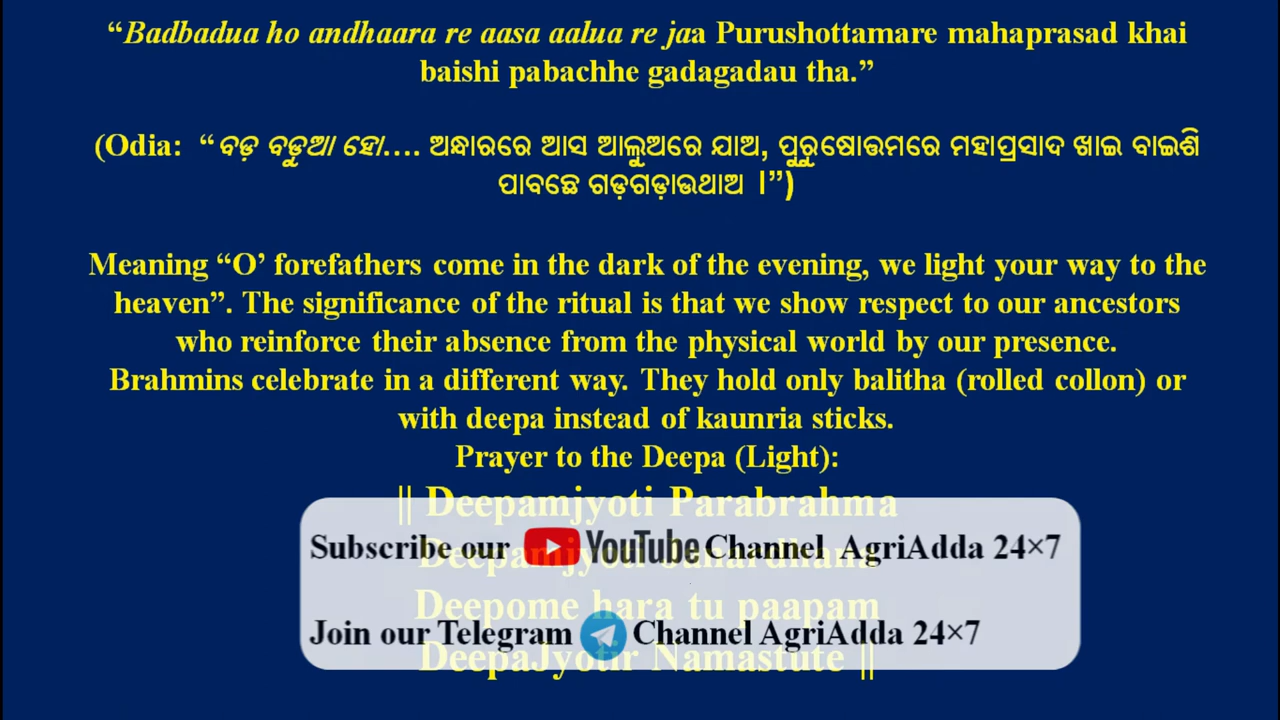 “Badbadua ho andhaara re aasa aalua re jaa Purushottamare mahaprasad khai
baishi pabachhe gadagadau tha.”
(Odia: “ ବଡ଼ ବଡୁଆ ହୋ…. ଅନ୍ଧାରରେ ଆସ ଆଲୁଅରେ ଯାଅ, ପୁରୁଷୋତ୍ତମରେ ମହାପ୍ରସାଦ ଖାଇ ବାଇଶି
ପାବଛେ ଗଡ଼ଗଡ଼ାଉଥାଅ ।”)
Meaning “O’ forefathers come in the dark of the evening, we light your way to the
heaven”. The significance of the ritual is that we show respect to our ancestors
who reinforce their absence from the physical world by our presence.
Brahmins celebrate in a different way. They hold only balitha (rolled collon) or
with deepa instead of kaunria sticks.
Prayer to the Deepa (Light):
|| Deepamjyoti Parabrahma
Subscribe our YouTube Channel AgriAdda 24×7
Deepamjyoti Janardhana
Deepome hara tu paapam
Join our Telegram Channel AgriAdda 24×7
DeepaJyotir Namastute ||